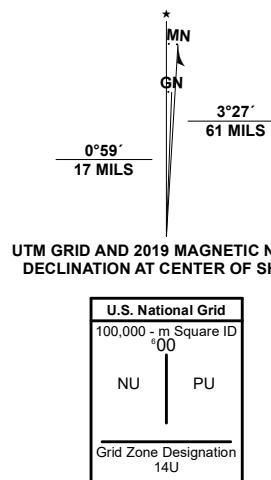 ★
MN
GN
3°27´
61 MILS
0°59´
17 MILS
UTM GRID AND 2019 MAGNETIC N
DECLINATION AT CENTER OF SH
U.S. National Grid
100,000 - m Square ID
⁶00
NU PU
Grid Zone Designation
14U